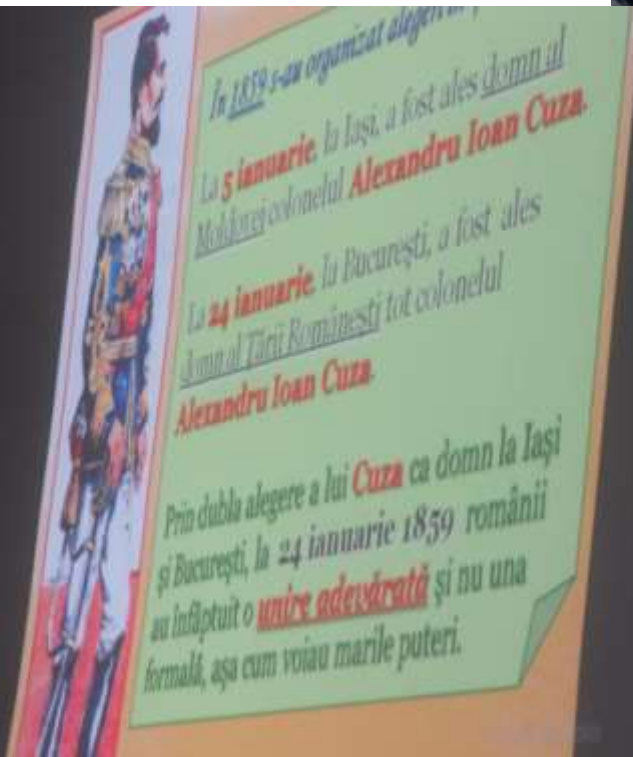 În 1859 s-au organizat alegeri
La 5 ianuarie, la Iași, a fost ales domn al
Moldovei colonelul Alexandru Ioan Cuza.
La 24 ianuarie, la București, a fost ales
domn al Țării Românești tot colonelul
Alexandru Ioan Cuza.
Prin dubla alegere a lui Cuza ca domn la Iași
și București, la 24 ianuarie 1859 românii
au înfăptuit o unire adevărată și nu una
formală, așa cum voiau marile puteri.